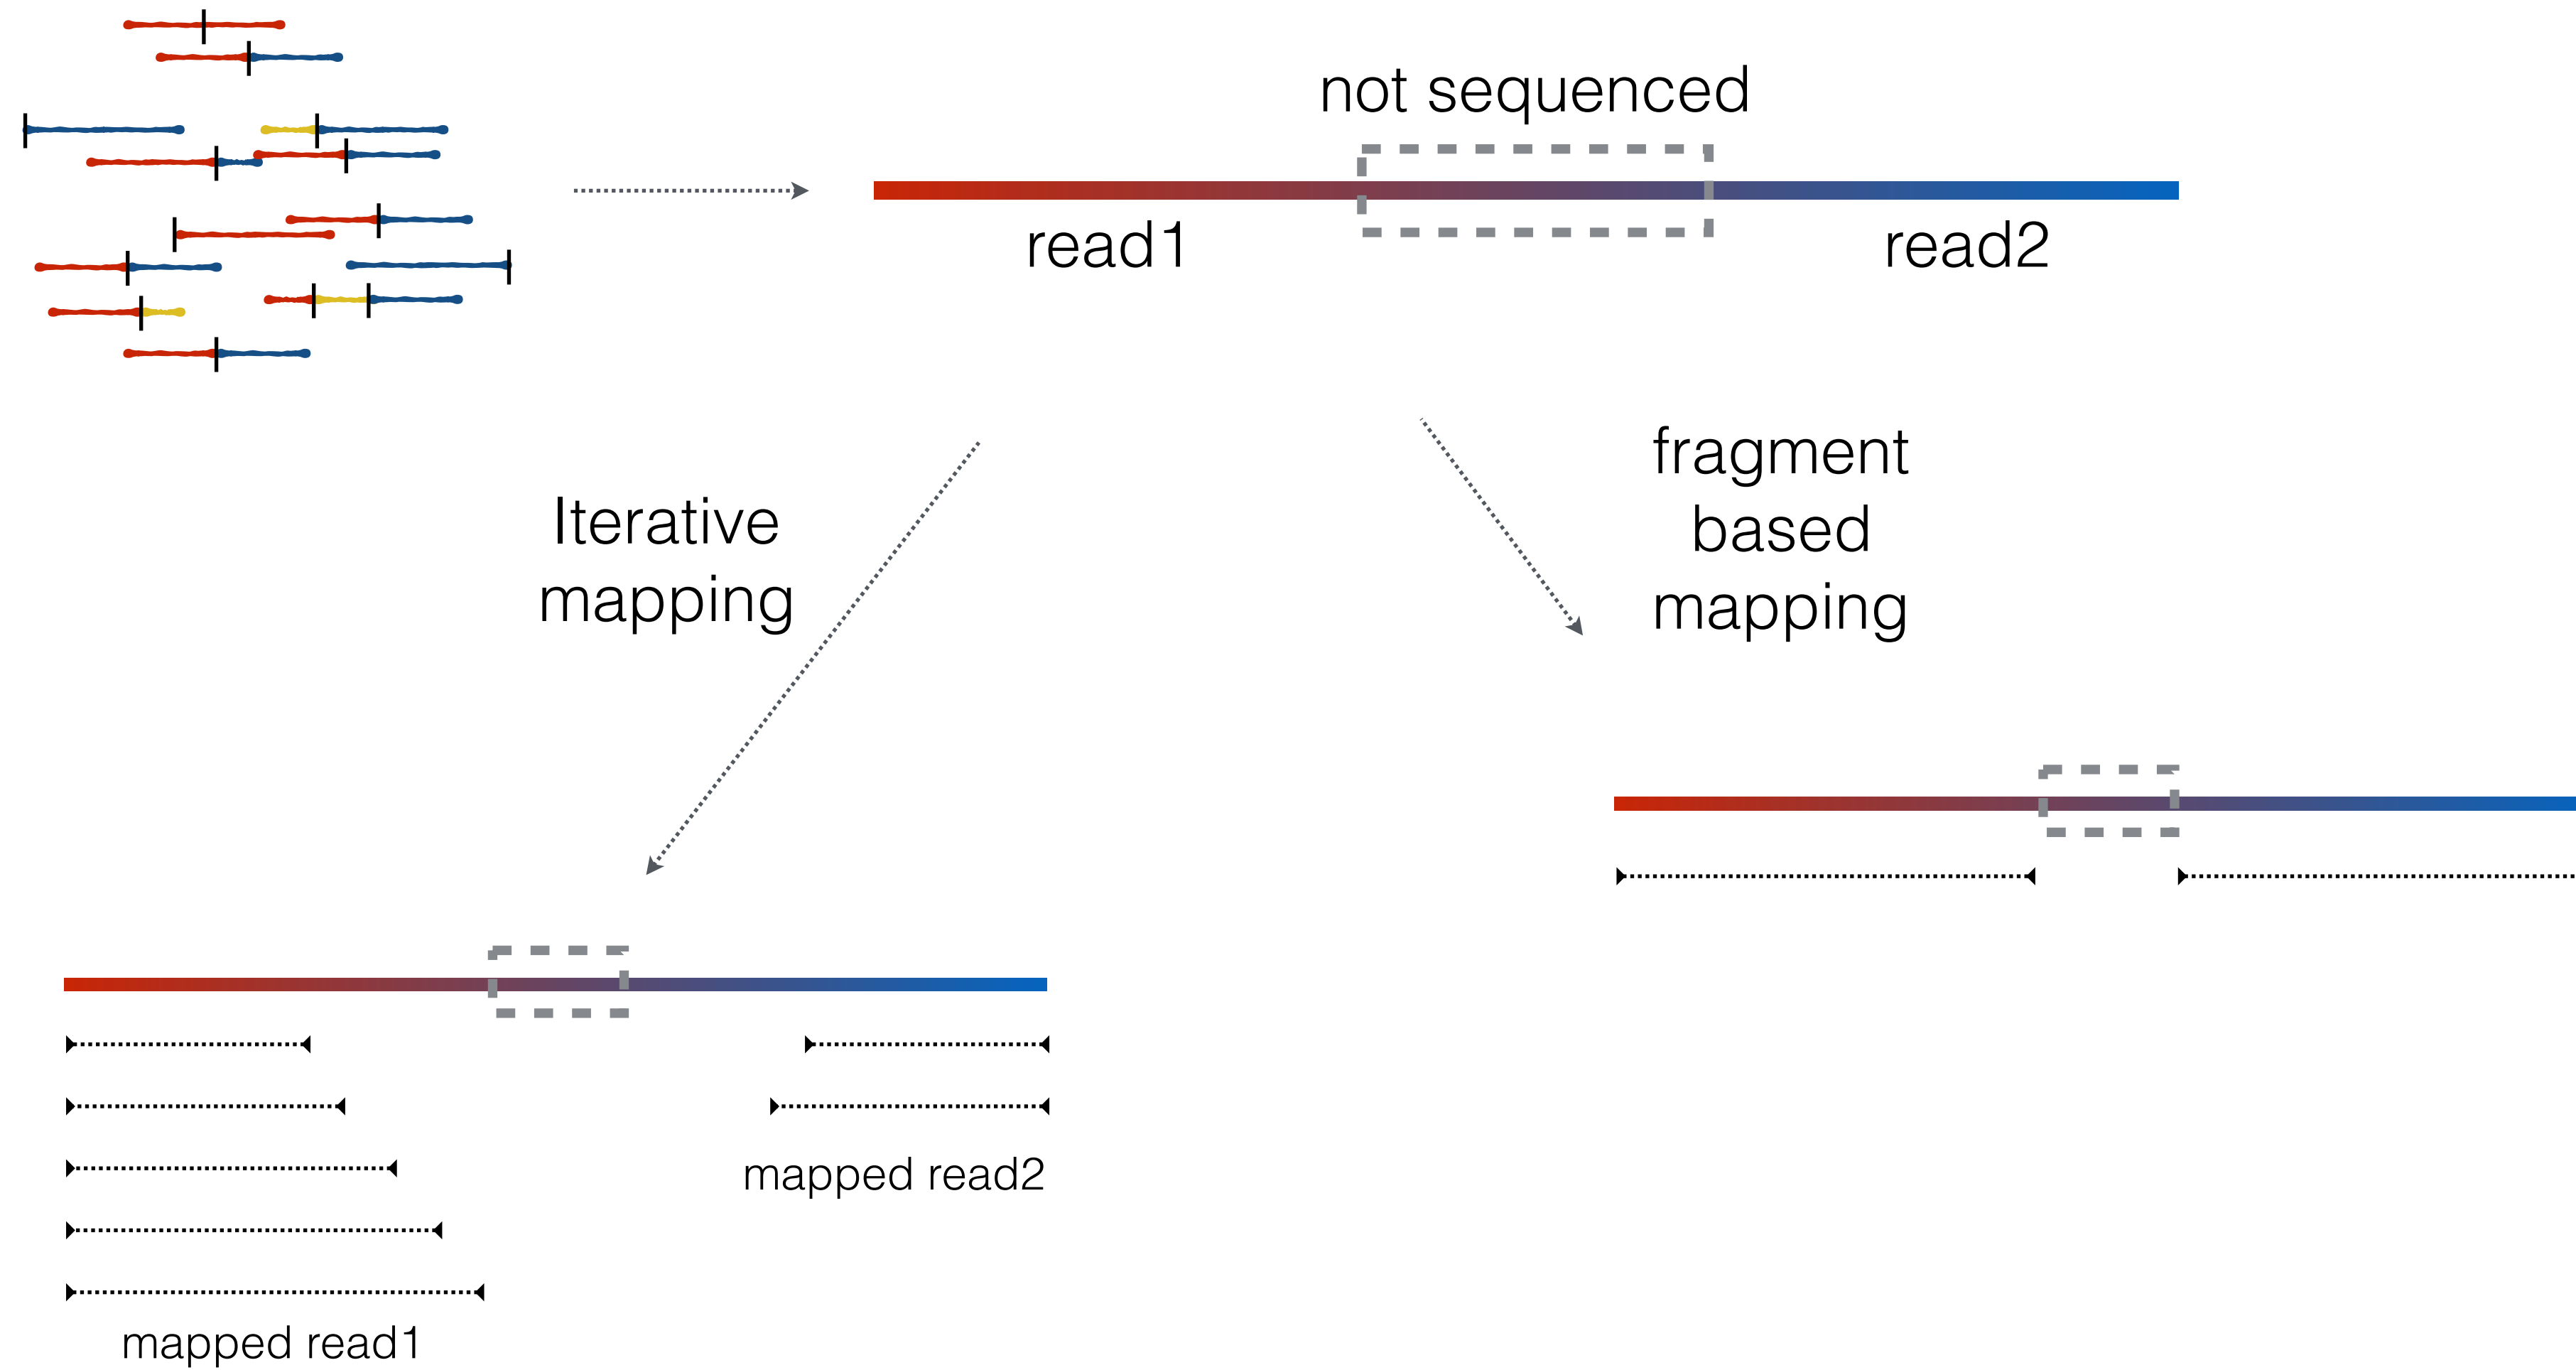 not sequenced
read1
read2
Iterative
mapping
fragment
based
mapping
mapped read2
mapped read1